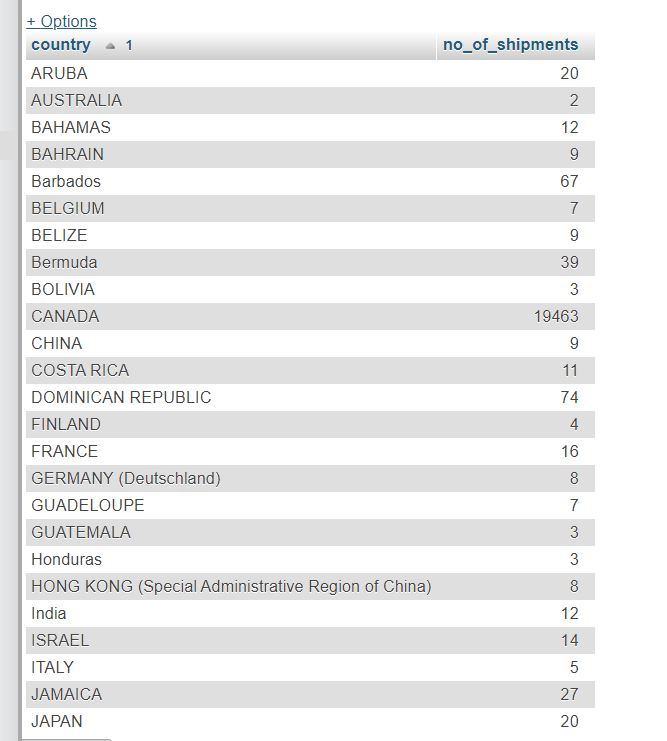 + Options
country 1 no_of_shipments
ARUBA 20
AUSTRALIA 2
BAHAMAS 12
BAHRAIN 9
Barbados 67
BELGIUM 7
BELIZE 9
Bermuda 39
BOLIVIA 3
CANADA 19463
CHINA 9
COSTA RICA 11
DOMINICAN REPUBLIC 74
FINLAND 4
FRANCE 16
GERMANY (Deutschland) 8
GUADELOUPE 7
GUATEMALA 3
Honduras 3
HONG KONG (Special Administrative Region of China) 8
India 12
ISRAEL 14
ITALY 5
JAMAICA 27
JAPAN 20